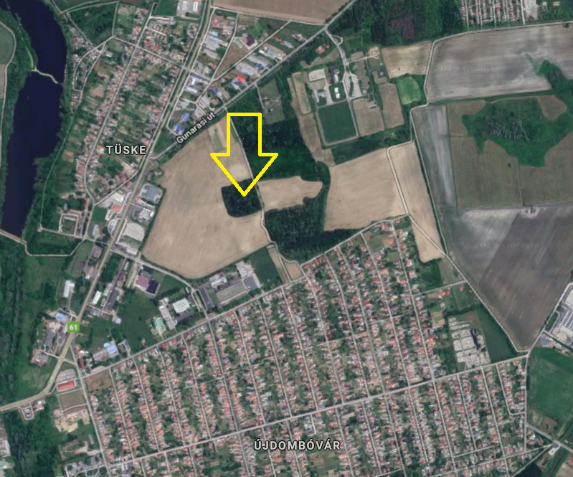 Gunarasi út
TÜSKE
61
ÚJDOMBÓVÁR